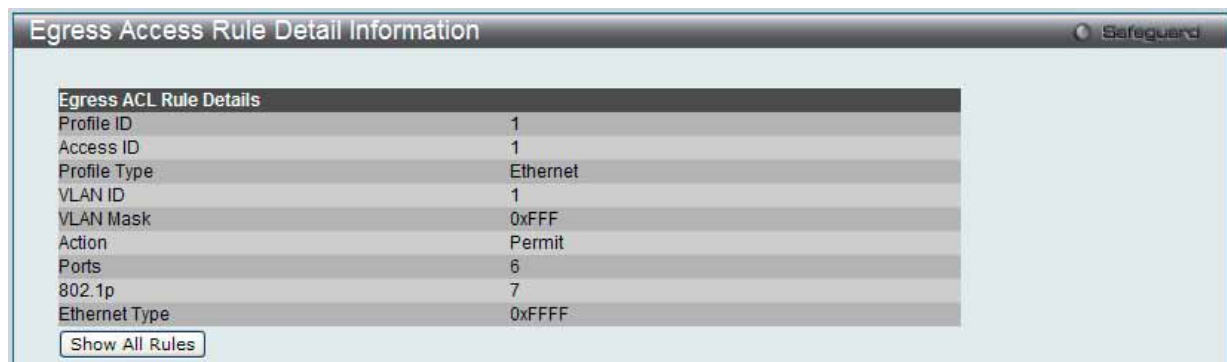 Egress Access Rule Detail Information
Safeguard
Egress ACL Rule Details
Profile ID 1
Access ID 1
Profile Type Ethernet
VLAN ID 1
VLAN Mask 0xFFF
Action Permit
Ports 6
802.1p 7
Ethernet Type 0xFFFF
Show All Rules